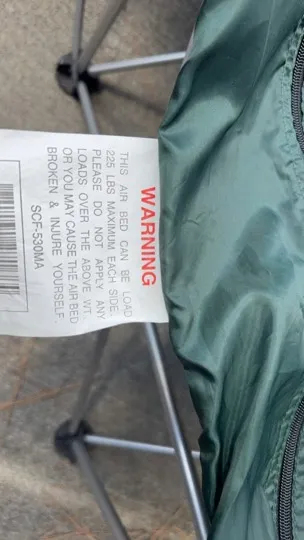 WARNING
THIS AIR BED CAN BE LOAD
225 LBS MAXIMUM EACH SIDE.
PLEASE DO NOT APPLY ANY
LOADS OVER THE ABOVE WT.
OR YOU MAY CAUSE THE AIR BED
BROKEN & INJURE YOURSELF.
SCF-530MA